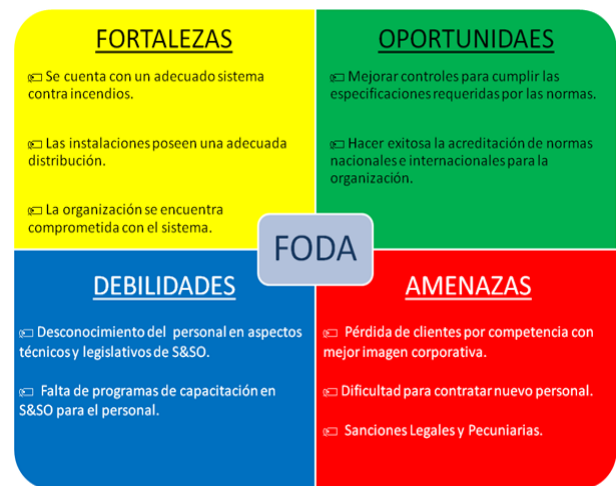 FORTALEZAS
Se cuenta con un adecuado sistema
contra incendios.
Las instalaciones poseen una adecuada
distribución.
La organización se encuentra
comprometida con el sistema.
OPORTUNIDAES
Mejorar controles para cumplir las
especificaciones requeridas por las normas.
Hacer exitosa la acreditación de normas
nacionales e internacionales para la
organización.
FODA
DEBILIDADES
Desconocimiento del personal en aspectos
técnicos y legislativos de S&SO.
Falta de programas de capacitación en
S&SO para el personal.
AMENAZAS
Pérdida de clientes por competencia con
mejor imagen corporativa.
Dificultad para contratar nuevo personal.
Sanciones Legales y Pecuniarias.